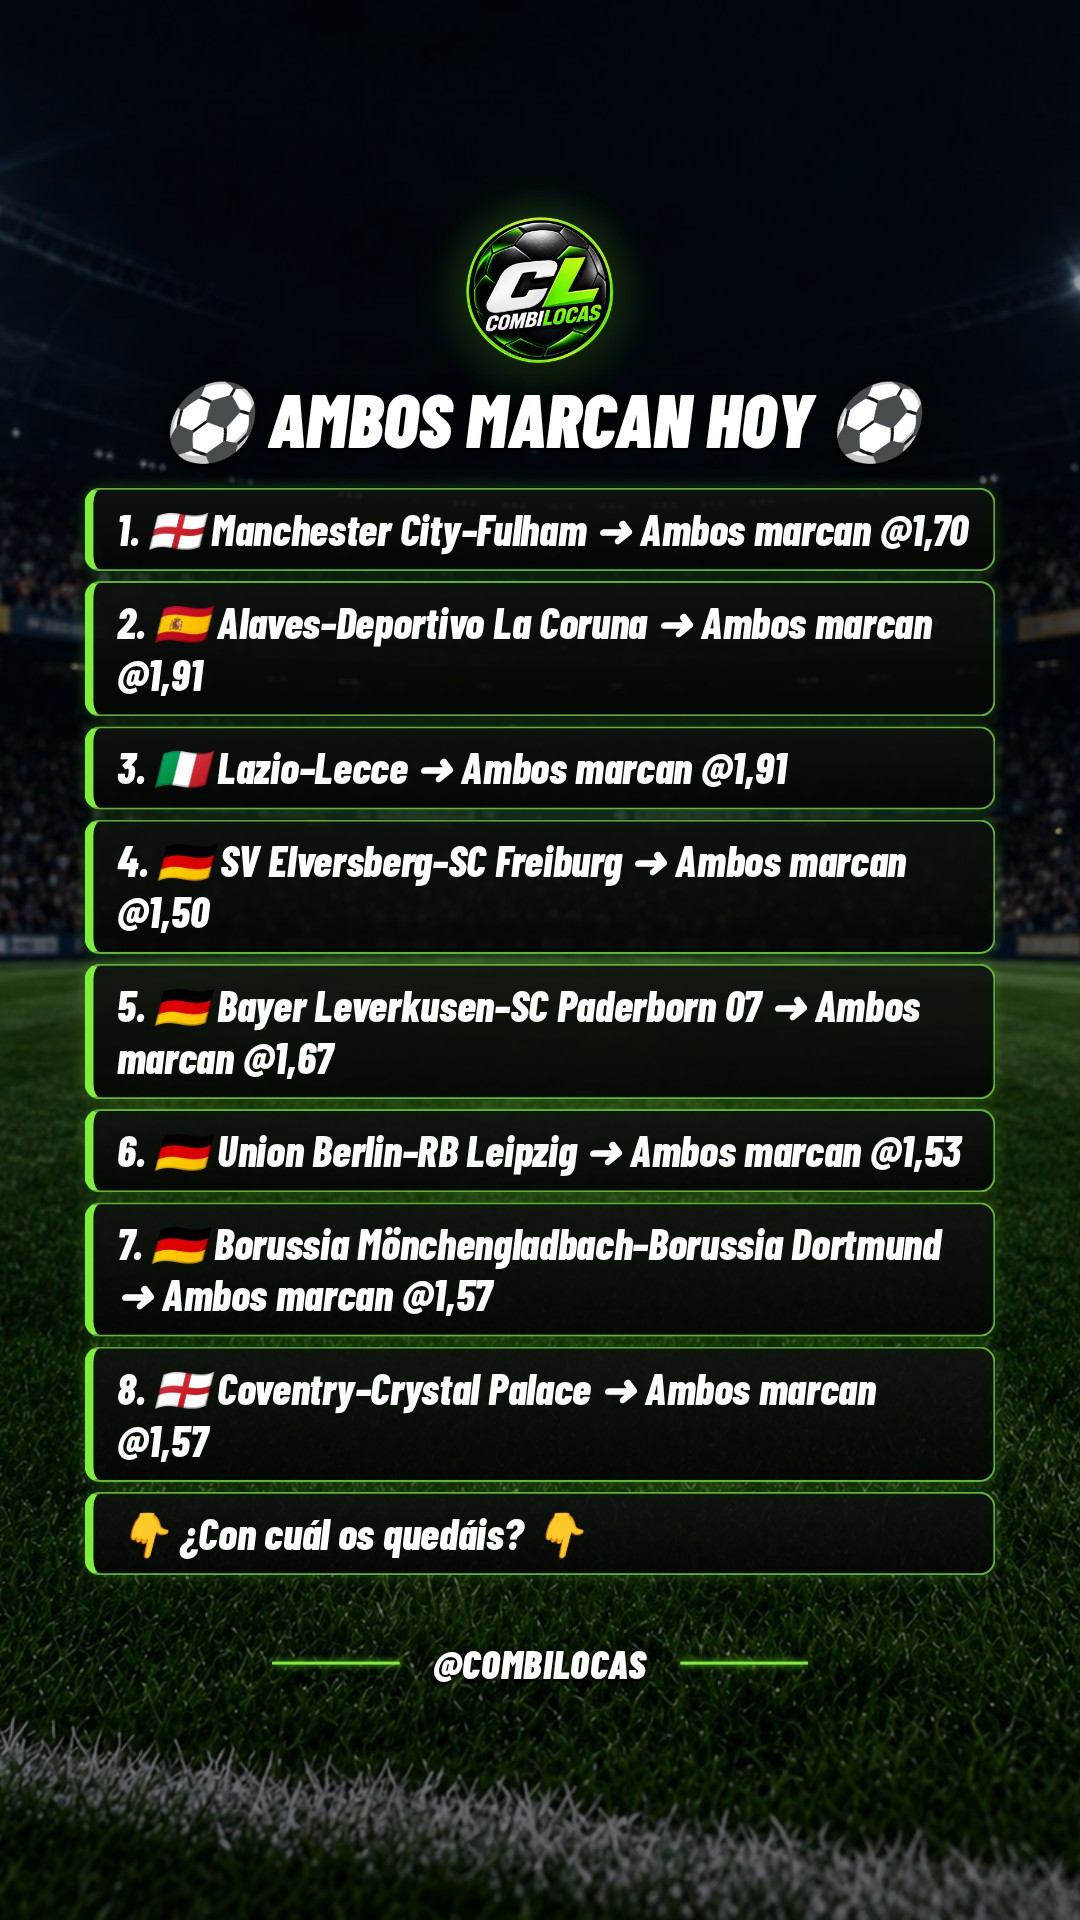 CL
COMBILOCAS
⚽ AMBOS MARCAN HOY ⚽
1. 🏴󠁧󠁢󠁥󠁮󠁧󠁿 Manchester City-Fulham ➜ Ambos marcan @1,70
2. 🇪🇸 Alaves-Deportivo La Coruna ➜ Ambos marcan
@1,91
3. 🇮🇹 Lazio-Lecce ➜ Ambos marcan @1,91
4. 🇩🇪 SV Elversberg-SC Freiburg ➜ Ambos marcan
@1,50
5. 🇩🇪 Bayer Leverkusen-SC Paderborn 07 ➜ Ambos
marcan @1,67
6. 🇩🇪 Union Berlin-RB Leipzig ➜ Ambos marcan @1,53
7. 🇩🇪 Borussia Mönchengladbach-Borussia Dortmund
➜ Ambos marcan @1,57
8. 🏴󠁧󠁢󠁥󠁮󠁧󠁿 Coventry-Crystal Palace ➜ Ambos marcan
@1,57
👇 ¿Con cuál os quedáis? 👇
@COMBILOCAS